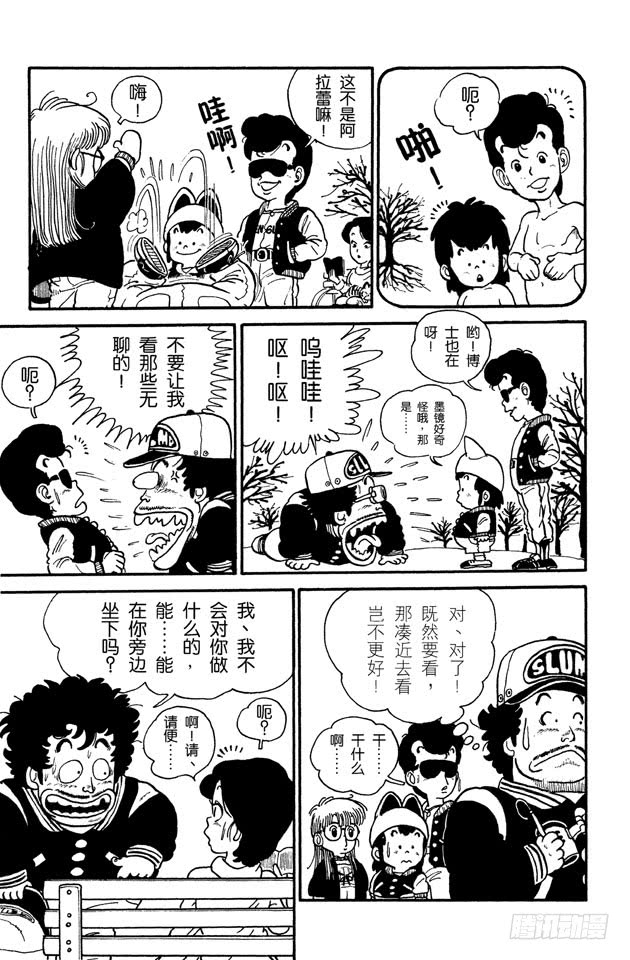 呃？
啪！
这不是阿
拉蕾嘛！
哇啊！
嗨！
哟！博
士也在
呀！
墨镜好奇
怪哦，那
是……
呜哇哇！
呕！呕！
不要让我
看那些无
聊的！
呃？
SLUM
SLUM
对、对了！
既然要看，
那凑近去看
岂不更好！
SLUM
干……
干什么
啊……
我、我不
会对你做
什么的，
能……能
在你旁边
坐下吗？
呃？
啊！请、
请便……
腾讯动漫